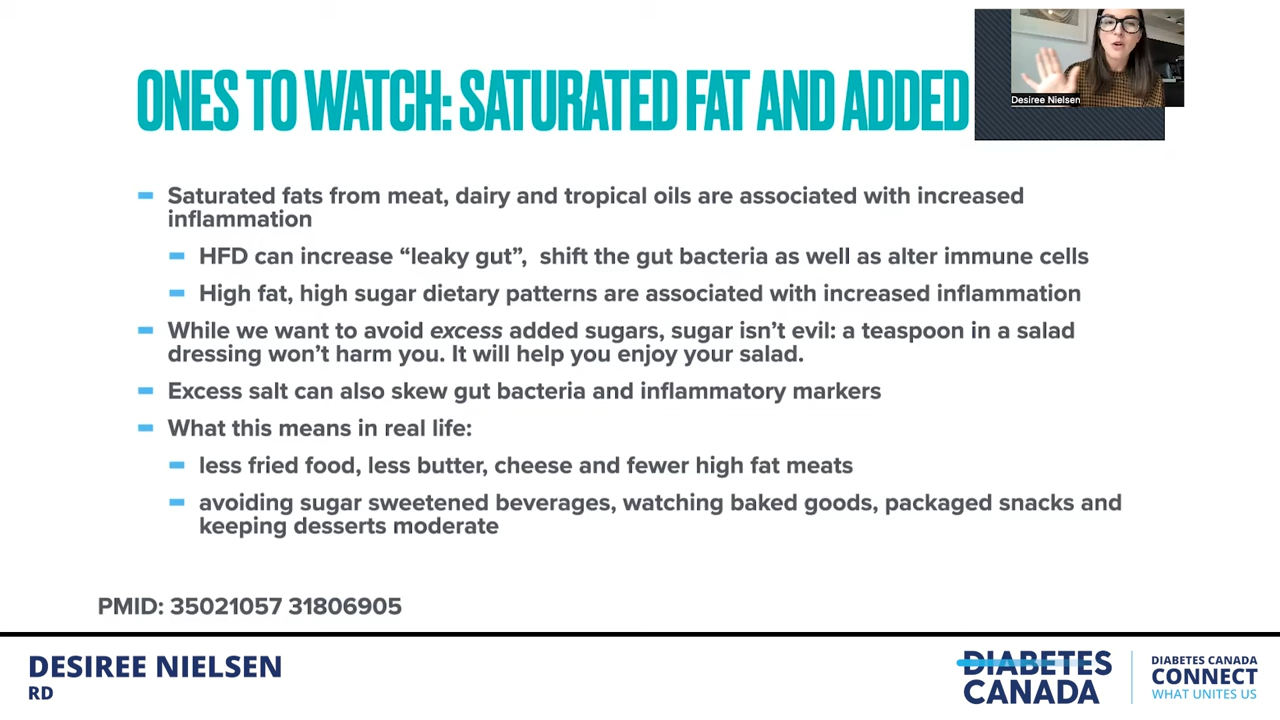 ONES TO WATCH: SATURATED FAT AND ADDED
Desiree Nielsen
Saturated fats from meat, dairy and tropical oils are associated with increased
inflammation
HFD can increase “leaky gut”,  shift the gut bacteria as well as alter immune cells
High fat, high sugar dietary patterns are associated with increased inflammation
While we want to avoid excess added sugars, sugar isn’t evil: a teaspoon in a salad
dressing won’t harm you. It will help you enjoy your salad.
Excess salt can also skew gut bacteria and inflammatory markers
What this means in real life:
less fried food, less butter, cheese and fewer high fat meats
avoiding sugar sweetened beverages, watching baked goods, packaged snacks and
keeping desserts moderate
PMID: 35021057 31806905
DESIREE NIELSEN
RD
DIABETES
CANADA
DIABETES CANADA
CONNECT
WHAT UNITES US